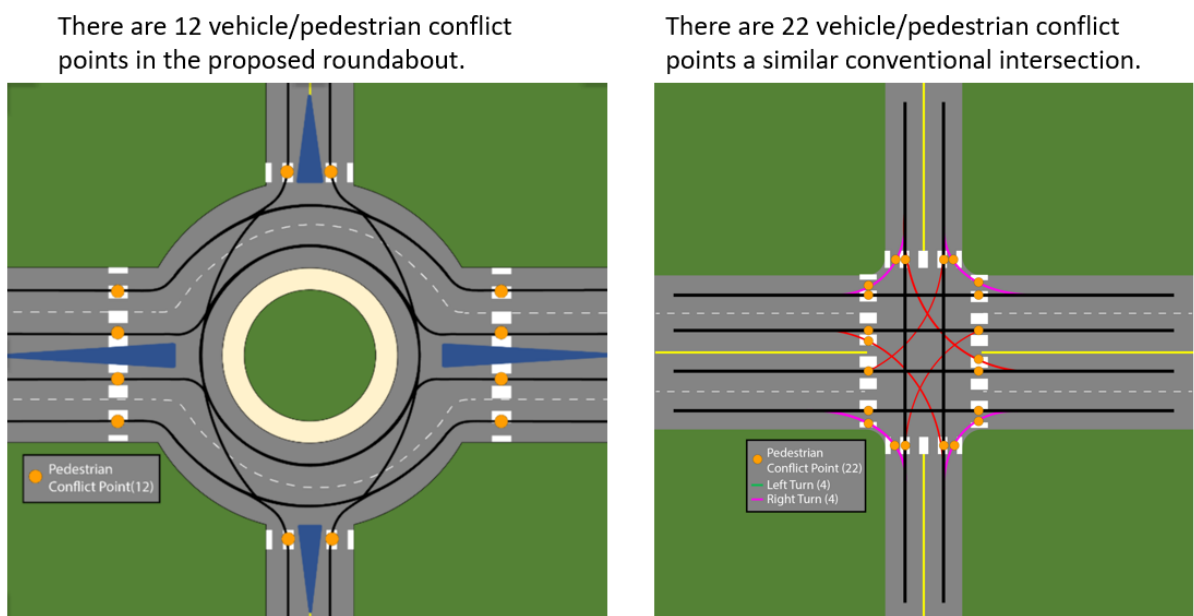 There are 12 vehicle/pedestrian conflict
points in the proposed roundabout.
There are 22 vehicle/pedestrian conflict
points a similar conventional intersection.
Pedestrian
Conflict Point(12)
Pedestrian
Conflict Point (22)
Left Turn (4)
Right Turn (4)